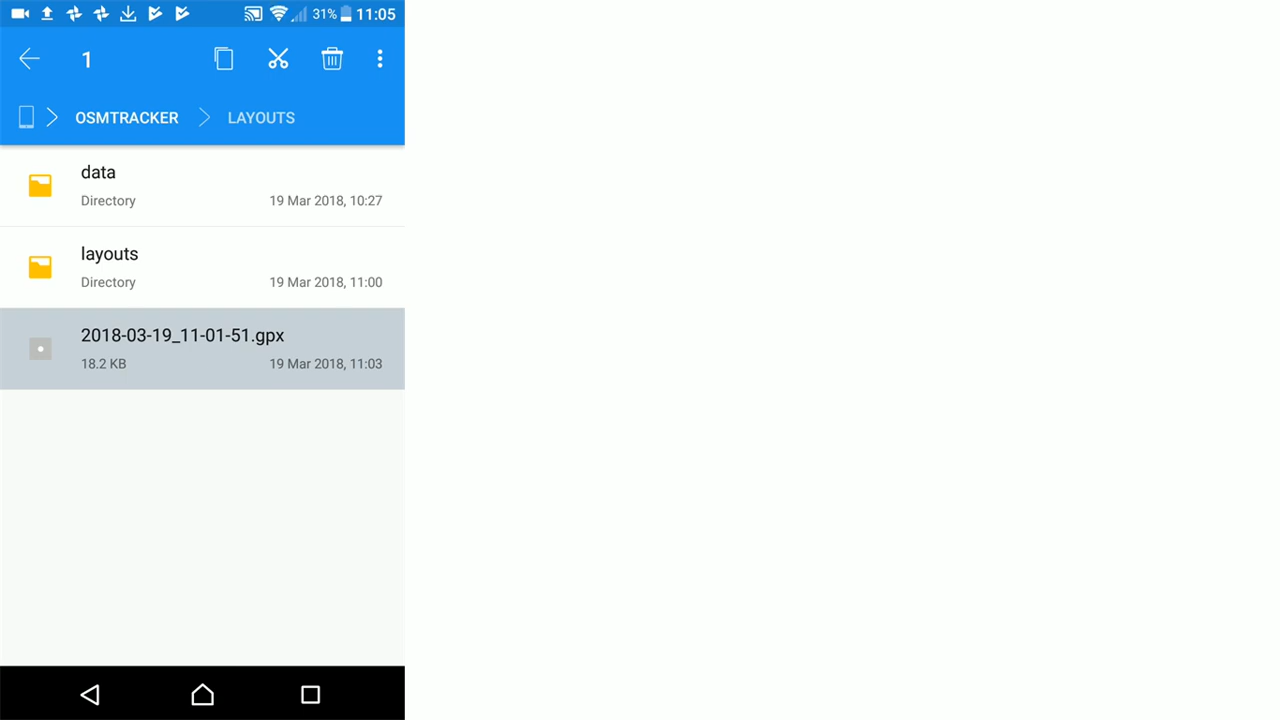 31% 11:05
1
OSMTRACKER LAYOUTS
data
Directory 19 Mar 2018, 10:27
layouts
Directory 19 Mar 2018, 11:00
2018-03-19_11-01-51.gpx
18.2 KB 19 Mar 2018, 11:03